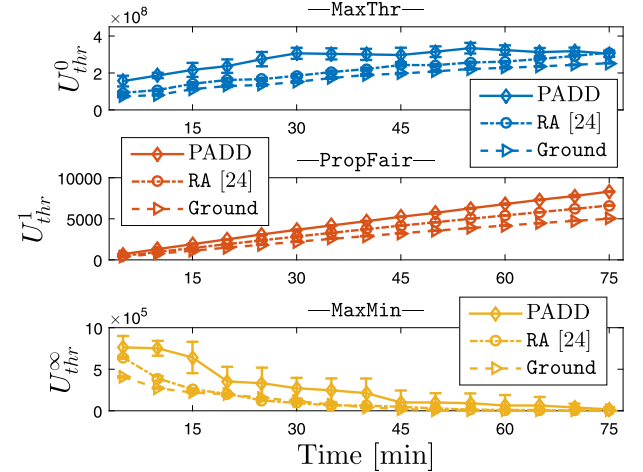 —MaxThr—
×10^8
4
2
0
U^0_thr
15
30
45
60
75
PADD
RA [24]
Ground
—PropFair—
10000
5000
0
U^1_thr
15
30
45
60
75
PADD
RA [24]
Ground
—MaxMin—
×10^5
10
5
0
U^∞_thr
15
30
45
60
75
PADD
RA [24]
Ground
Time [min]